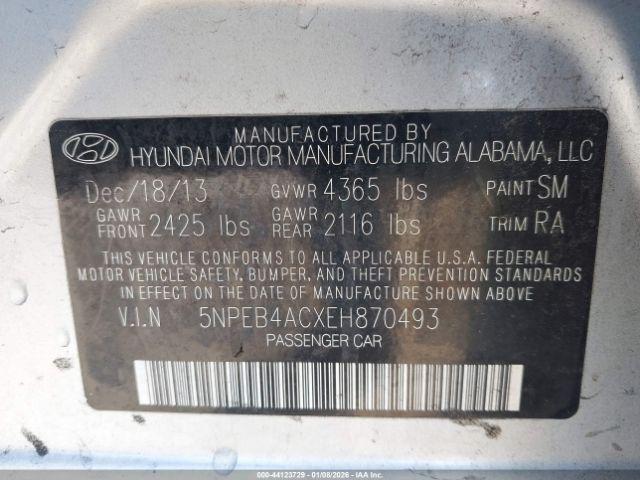 MANUFACTURED BY
HYUNDAI MOTOR MANUFACTURING ALABAMA, LLC
Dec/18/13 GVWR 4365 lbs PAINT SM
GAWR FRONT 2425 lbs GAWR REAR 2116 lbs TRIM RA
THIS VEHICLE CONFORMS TO ALL APPLICABLE U.S.A. FEDERAL
MOTOR VEHICLE SAFETY, BUMPER, AND THEFT PREVENTION STANDARDS
IN EFFECT ON THE DATE OF MANUFACTURE SHOWN ABOVE
V.I.N 5NPEB4ACXEH870493
PASSENGER CAR
000-44123729 - 01/08/2026 - IAA Inc.